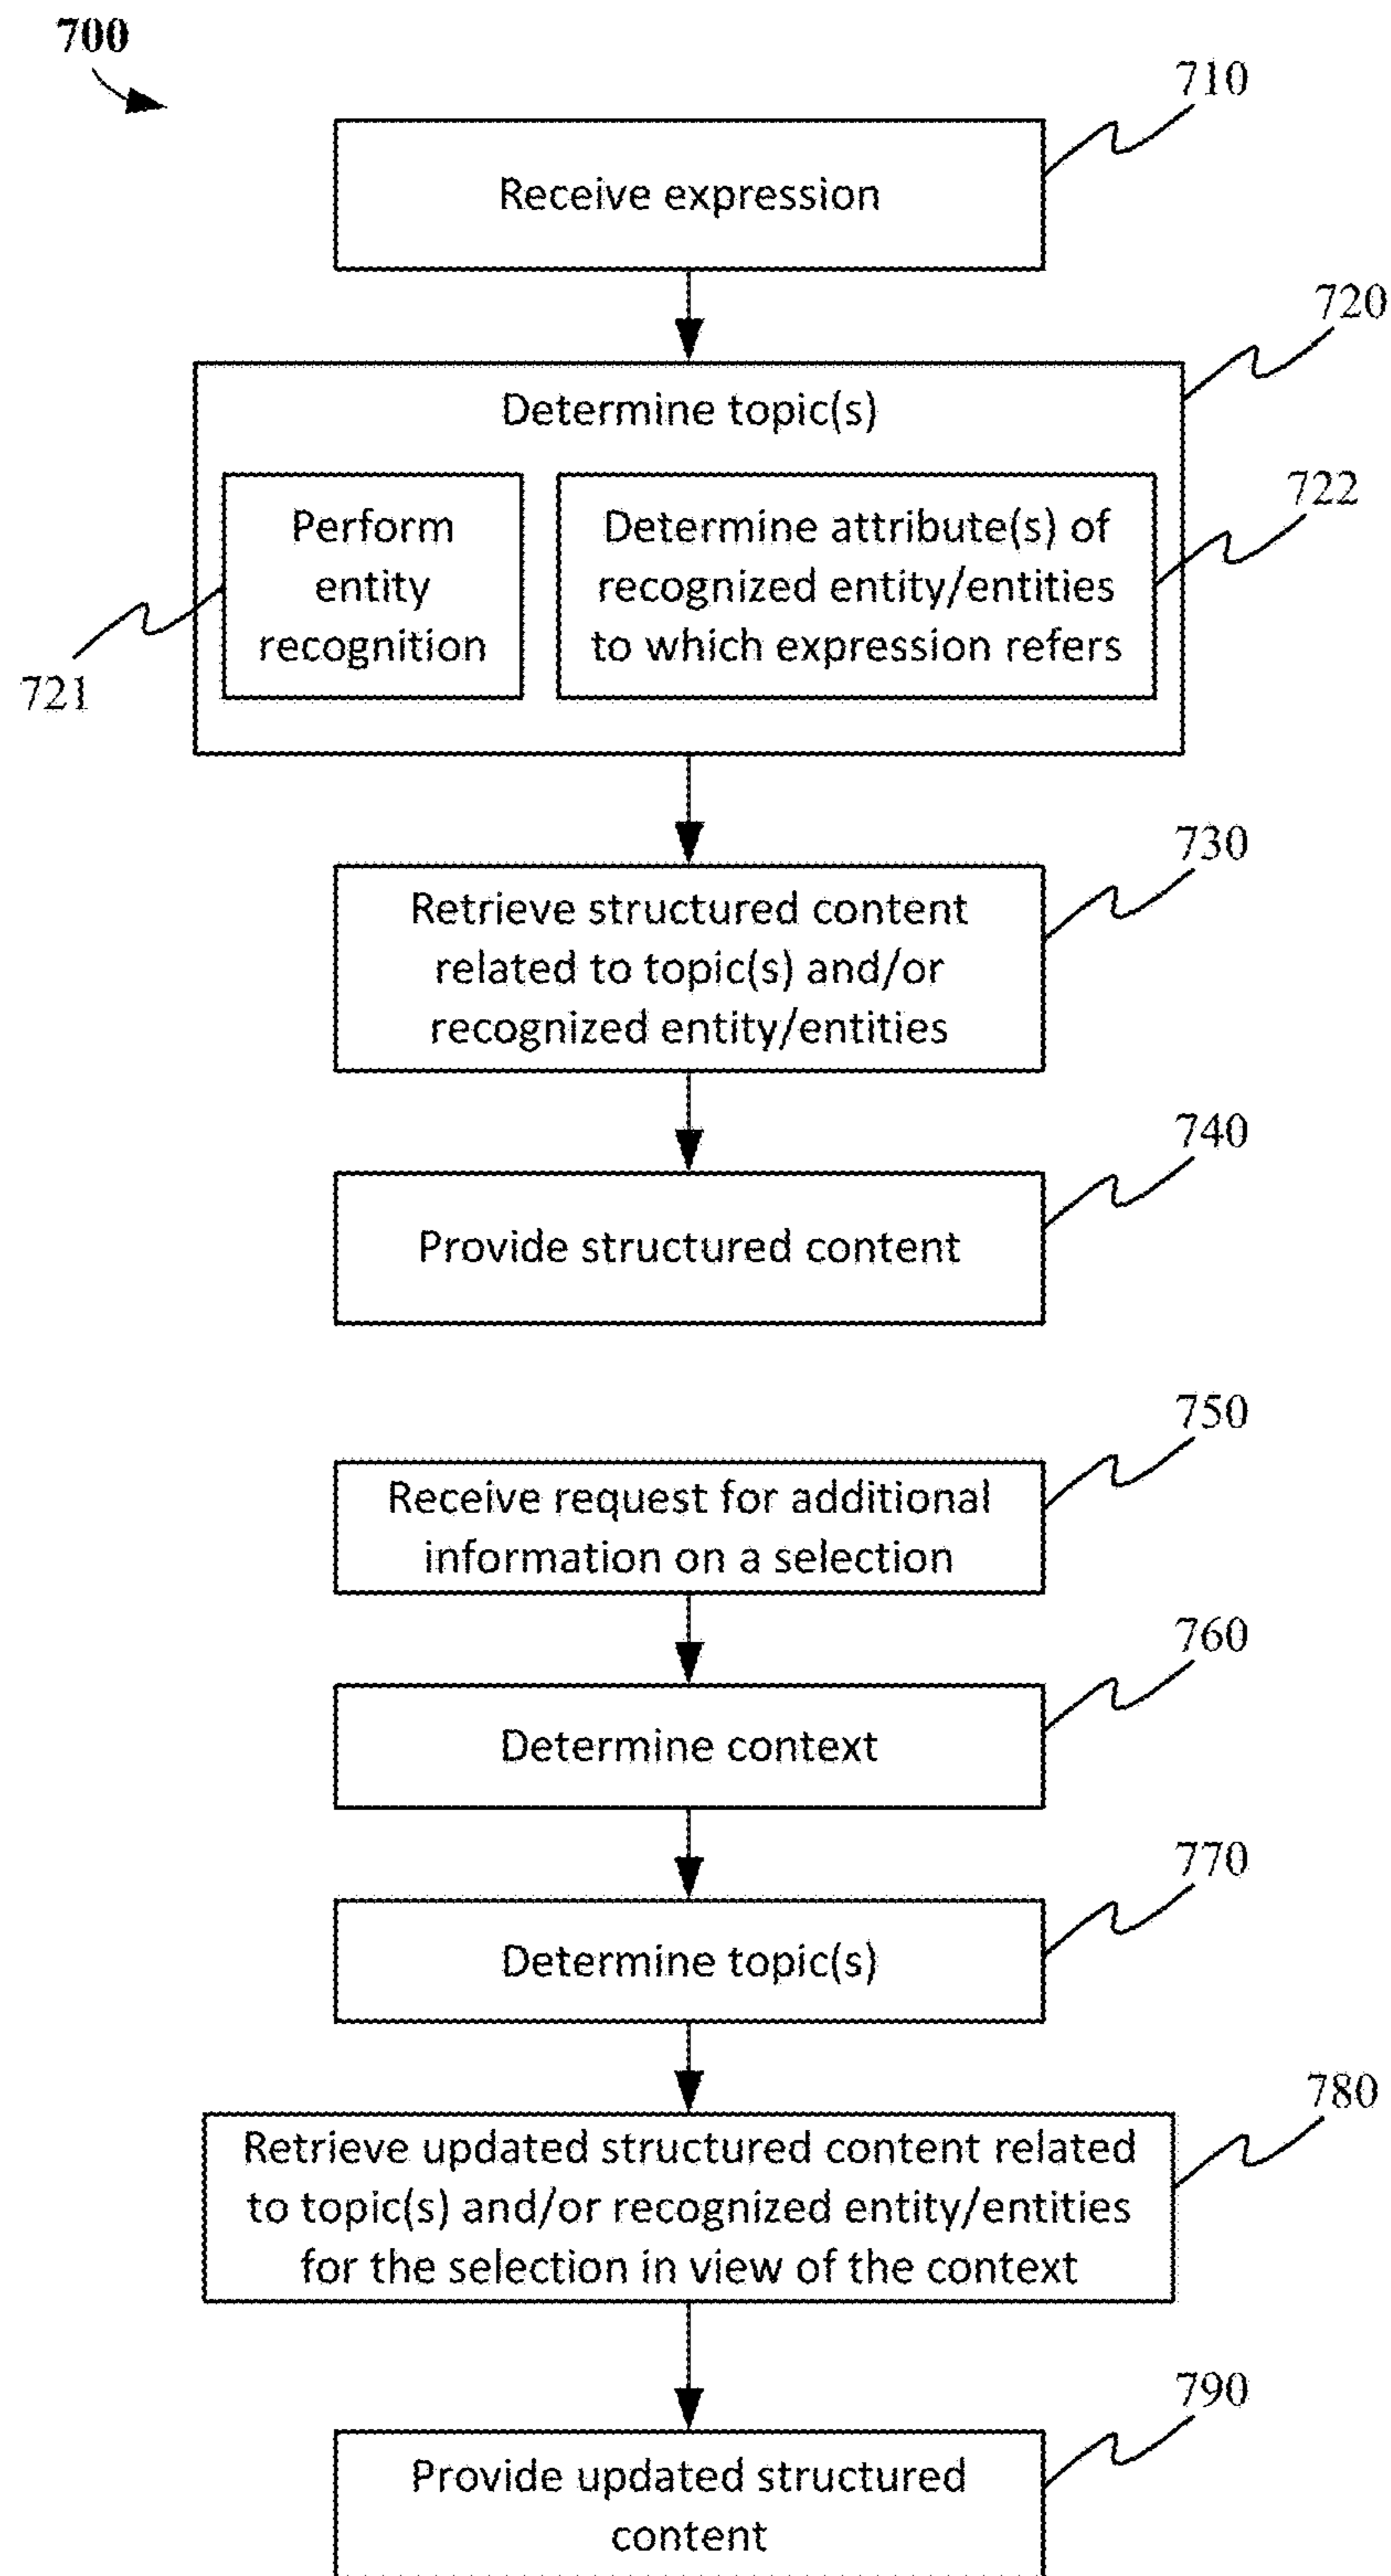 700
710
Receive expression
720
Determine topic(s)
Perform
entity
recognition
721
Determine attribute(s) of
recognized entity/entities
to which expression refers
722
730
Retrieve structured content
related to topic(s) and/or
recognized entity/entities
740
Provide structured content
750
Receive request for additional
information on a selection
760
Determine context
770
Determine topic(s)
780
Retrieve updated structured content related
to topic(s) and/or recognized entity/entities
for the selection in view of the context
790
Provide updated structured
content